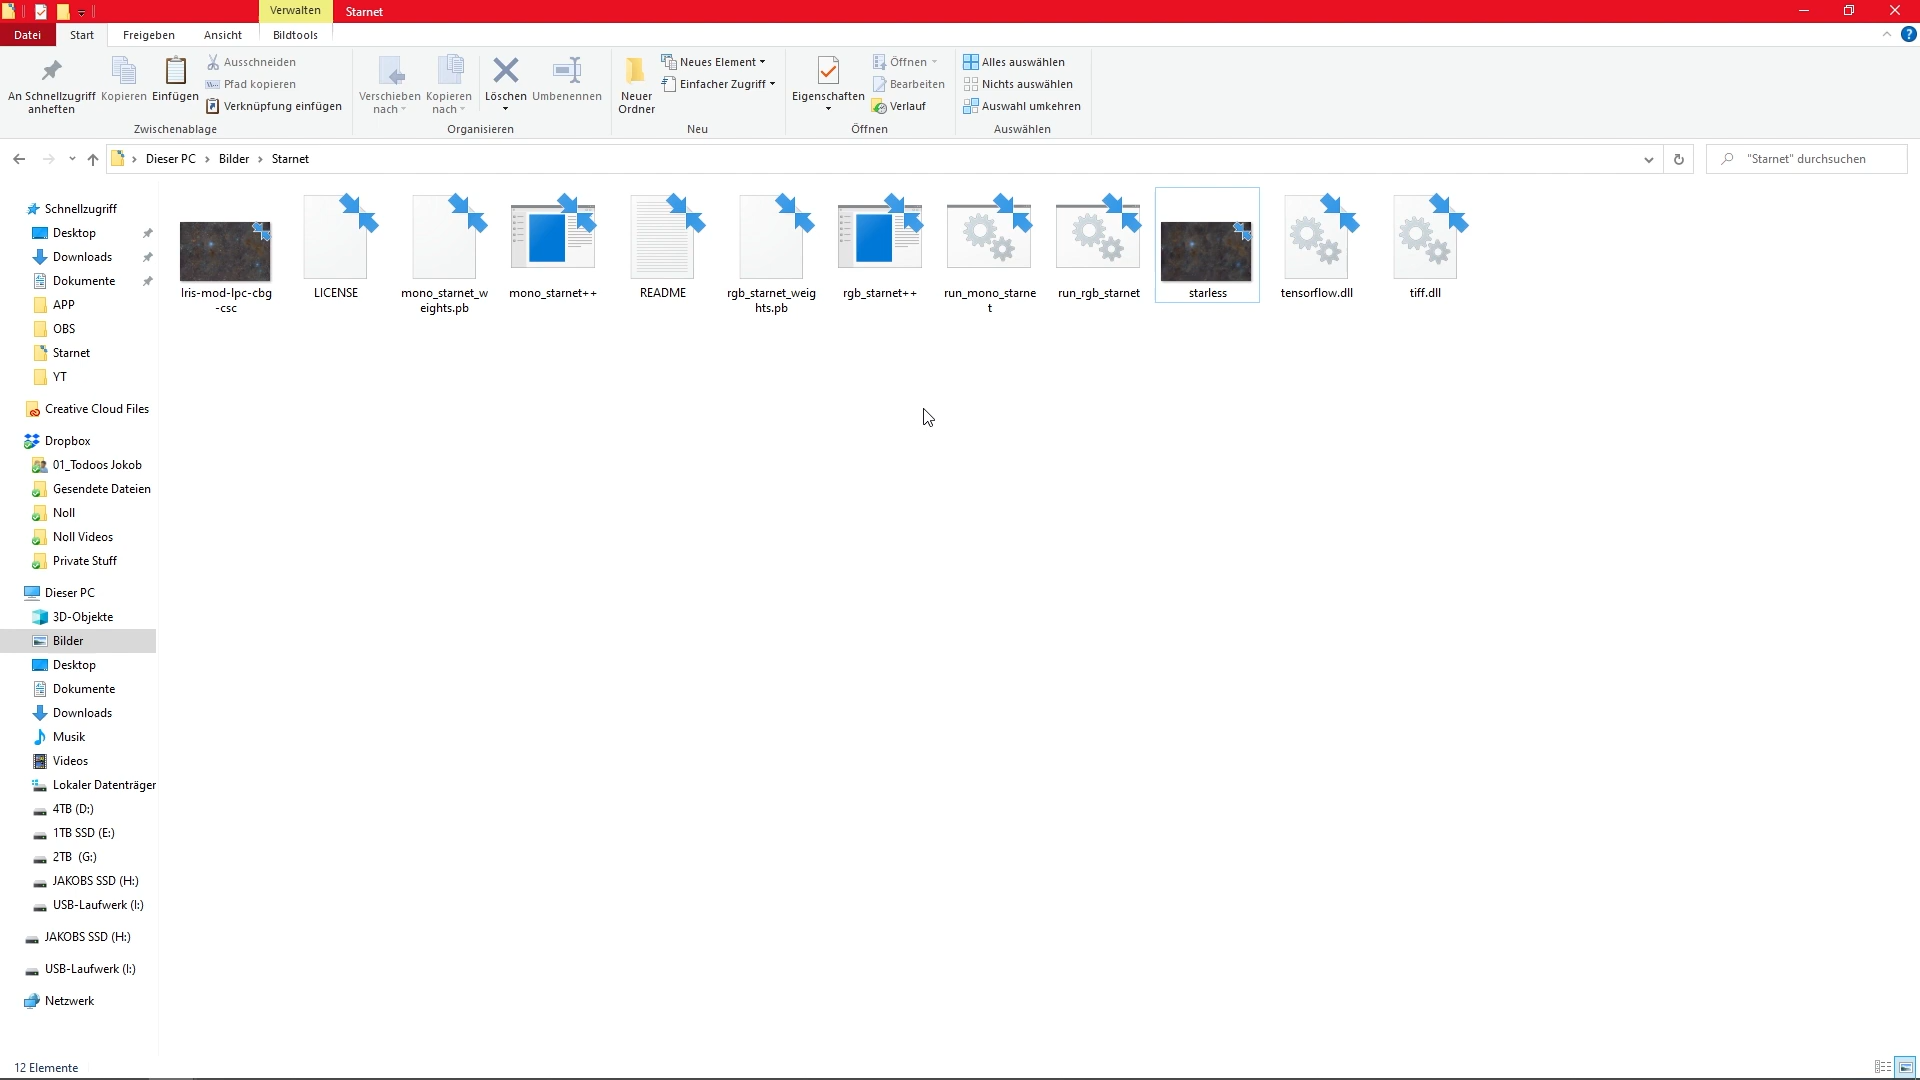 Verwalten
Starnet
Datei
Start
Freigeben
Ansicht
Bildtools
An Schnellzugriff
anheften
Kopieren
Einfügen
Ausschneiden
Pfad kopieren
Verknüpfung einfügen
Zwischenablage
Verschieben
nach
Kopieren
nach
Löschen
Umbenennen
Organisieren
Neuer
Ordner
Neues Element
Einfacher Zugriff
Neu
Eigenschaften
Öffnen
Bearbeiten
Verlauf
Öffnen
Alles auswählen
Nichts auswählen
Auswahl umkehren
Auswählen
Dieser PC
Bilder
Starnet
"Starnet" durchsuchen
Schnellzugriff
Desktop
Downloads
Dokumente
APP
OBS
Starnet
YT
Creative Cloud Files
Dropbox
01_Todoos Jokob
Gesendete Dateien
Noll
Noll Videos
Private Stuff
Dieser PC
3D-Objekte
Bilder
Desktop
Dokumente
Downloads
Musik
Videos
Lokaler Datenträger
4TB (D:)
1TB SSD (E:)
2TB (G:)
JAKOBS SSD (H:)
USB-Laufwerk (I:)
JAKOBS SSD (H:)
USB-Laufwerk (I:)
Netzwerk
Iris-mod-lpc-cbg
-csc
LICENSE
mono_starnet_w
eights.pb
mono_starnet++
README
rgb_starnet_weig
hts.pb
rgb_starnet++
run_mono_starne
t
run_rgb_starnet
starless
tensorflow.dll
tiff.dll
12 Elemente